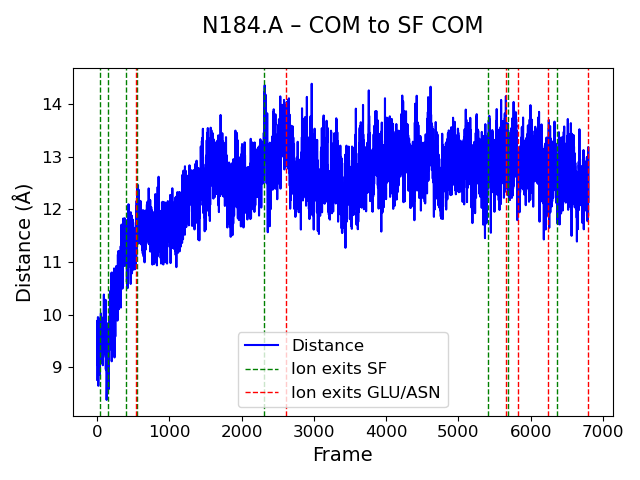 N184.A – COM to SF COM
14
13
12
11
10
9
Distance (Å)
Distance
Ion exits SF
Ion exits GLU/ASN
0 1000 2000 3000 4000 5000 6000 7000
Frame